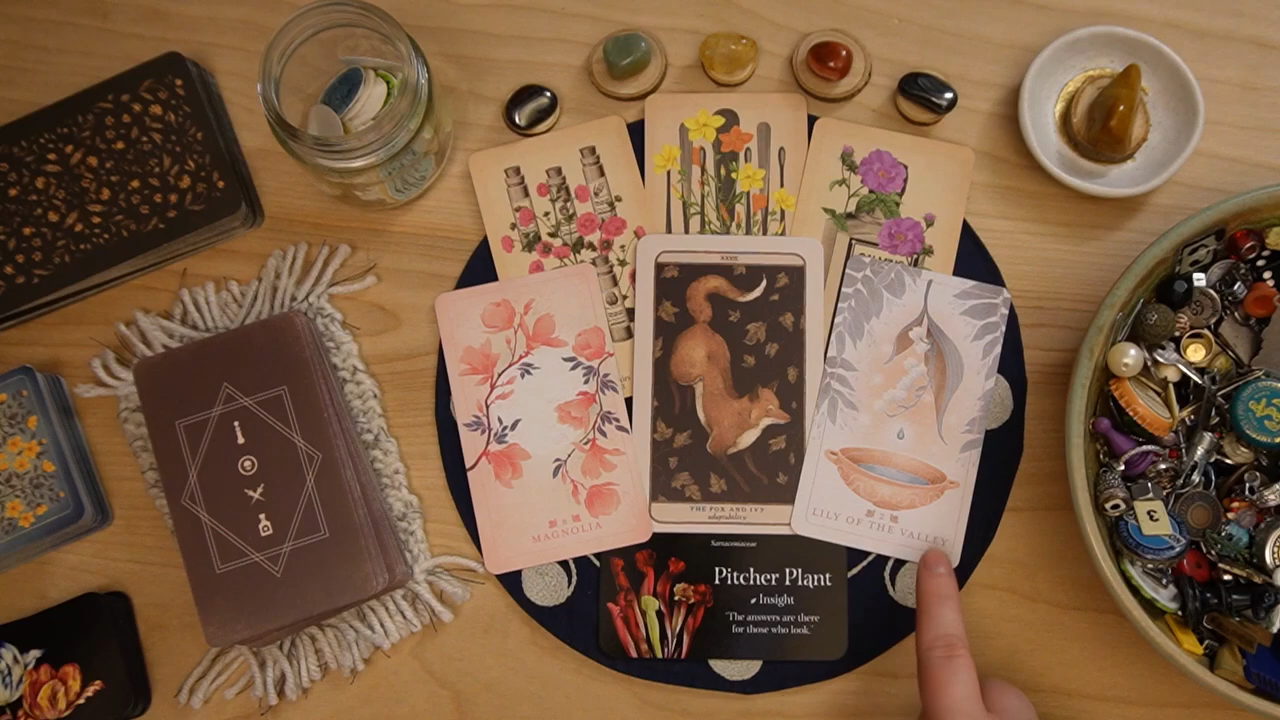 XXVII
THE FOX AND IVY
adaptability
MAGNOLIA
LILY OF THE VALLEY
Sarraceniaceae
Pitcher Plant
Insight
"The answers are there
for those who look."
3